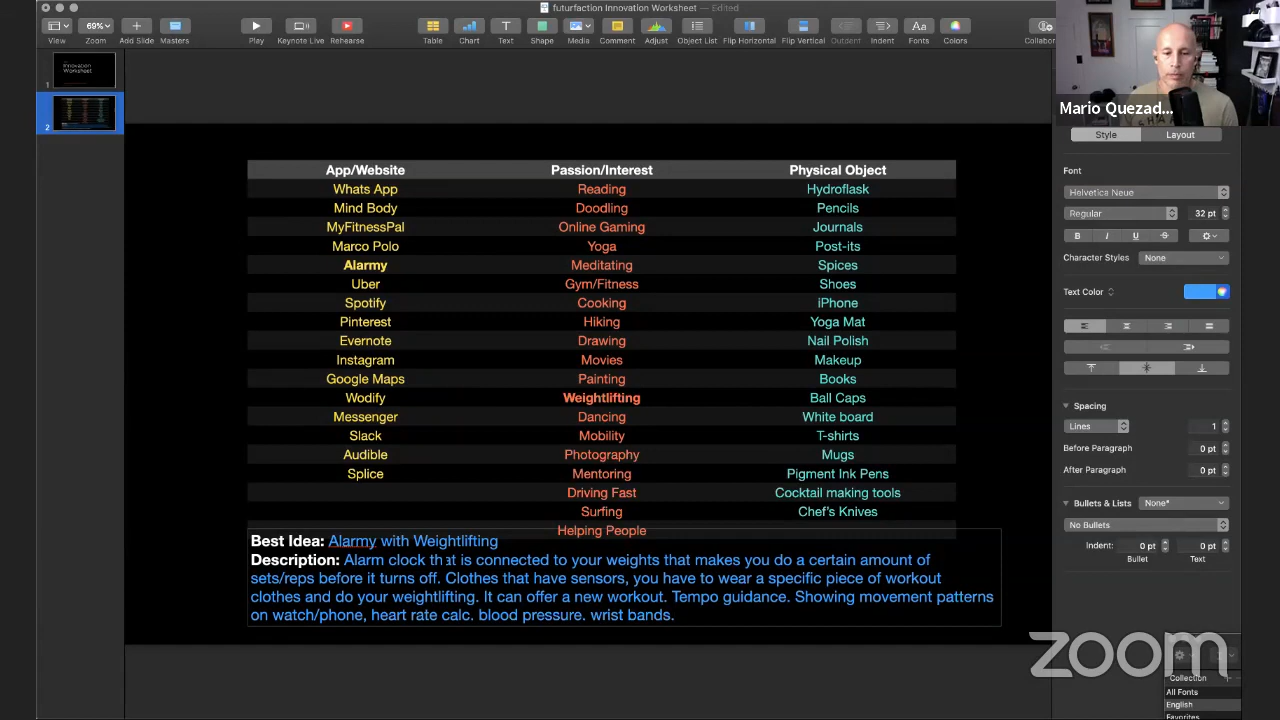 futurfaction Innovation Worksheet — Edited
69%
View Zoom Add Slide Masters Play Keynote Live Rehearse Table Chart Text Shape Media Comment Adjust Object List Flip Horizontal Flip Vertical Outdent Indent Fonts Colors Collabor
Mario Quezad...
1
Innovation
Worksheet
2
App/Website Passion/Interest Physical Object
Whats App Reading Hydroflask
Mind Body Doodling Pencils
MyFitnessPal Online Gaming Journals
Marco Polo Yoga Post-its
Alarmy Meditating Spices
Uber Gym/Fitness Shoes
Spotify Cooking iPhone
Pinterest Hiking Yoga Mat
Evernote Drawing Nail Polish
Instagram Movies Makeup
Google Maps Painting Books
Wodify Weightlifting Ball Caps
Messenger Dancing White board
Slack Mobility T-shirts
Audible Photography Mugs
Splice Mentoring Pigment Ink Pens
Driving Fast Cocktail making tools
Surfing Chef's Knives
Helping People
Best Idea: Alarmy with Weightlifting
Description: Alarm clock that is connected to your weights that makes you do a certain amount of
sets/reps before it turns off. Clothes that have sensors, you have to wear a specific piece of workout
clothes and do your weightlifting. It can offer a new workout. Tempo guidance. Showing movement patterns
on watch/phone, heart rate calc. blood pressure. wrist bands.
Style Layout
Font
Helvetica Neue
Regular 32 pt
B I U S
Character Styles None
Text Color
Spacing
Lines 1
Before Paragraph 0 pt
After Paragraph 0 pt
Bullets & Lists None*
No Bullets
Indent: 0 pt 0 pt
Bullet Text
zoom
Collection
All Fonts
English
Favorites